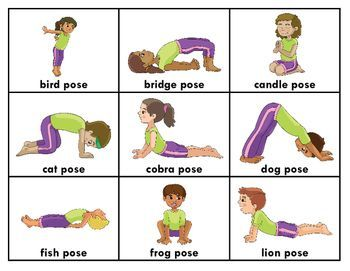 bird pose
bridge pose
candle pose
cat pose
cobra pose
dog pose
fish pose
frog pose
lion pose